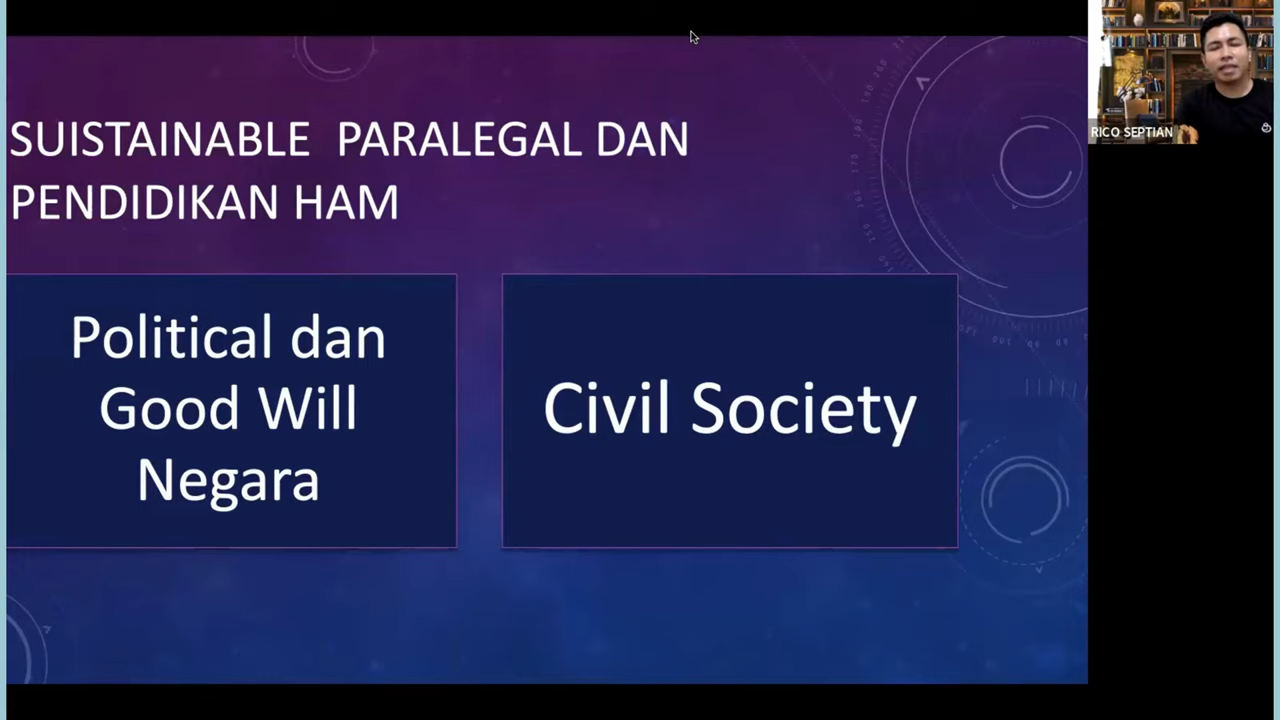 SUISTAINABLE PARALEGAL DAN
PENDIDIKAN HAM
Political dan
Good Will
Negara
Civil Society
RICO SEPTIAN